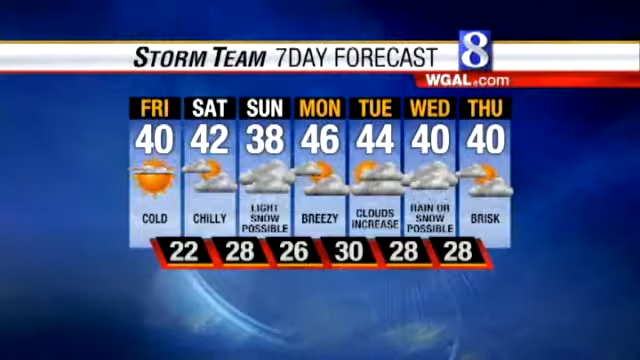 STORM TEAM 7DAY FORECAST 8
WGAL.com
FRI SAT SUN MON TUE WED THU
40 42 38 46 44 40 40
COLD CHILLY LIGHT SNOW POSSIBLE BREEZY CLOUDS INCREASE RAIN OR SNOW POSSIBLE BRISK
22 28 26 30 28 28